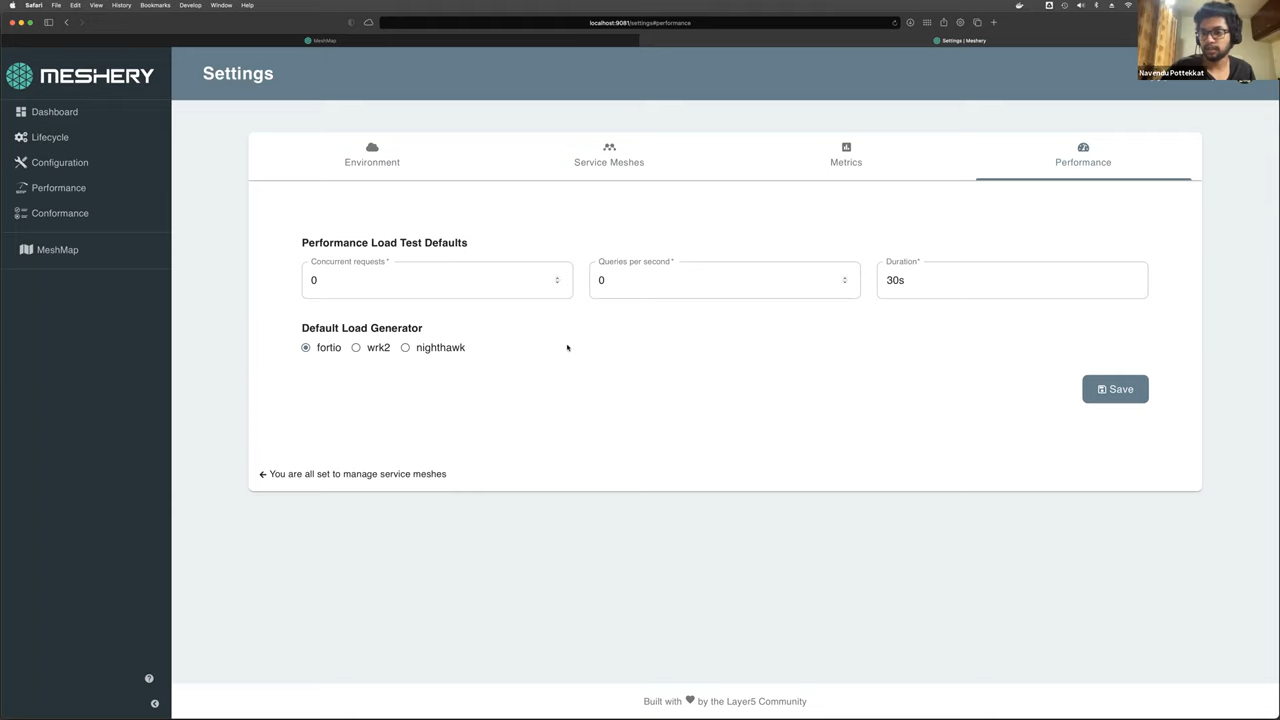 Safari File Edit View History Bookmarks Develop Window Help
localhost:9081/settings#performance
MeshMap
Settings | Meshery
Navendu Pottekkat
MESHERY
Settings
Dashboard
Lifecycle
Configuration
Performance
Conformance
MeshMap
Environment
Service Meshes
Metrics
Performance
Performance Load Test Defaults
Concurrent requests *
0
Queries per second *
0
Duration*
30s
Default Load Generator
fortio wrk2 nighthawk
Save
You are all set to manage service meshes
Built with by the Layer5 Community